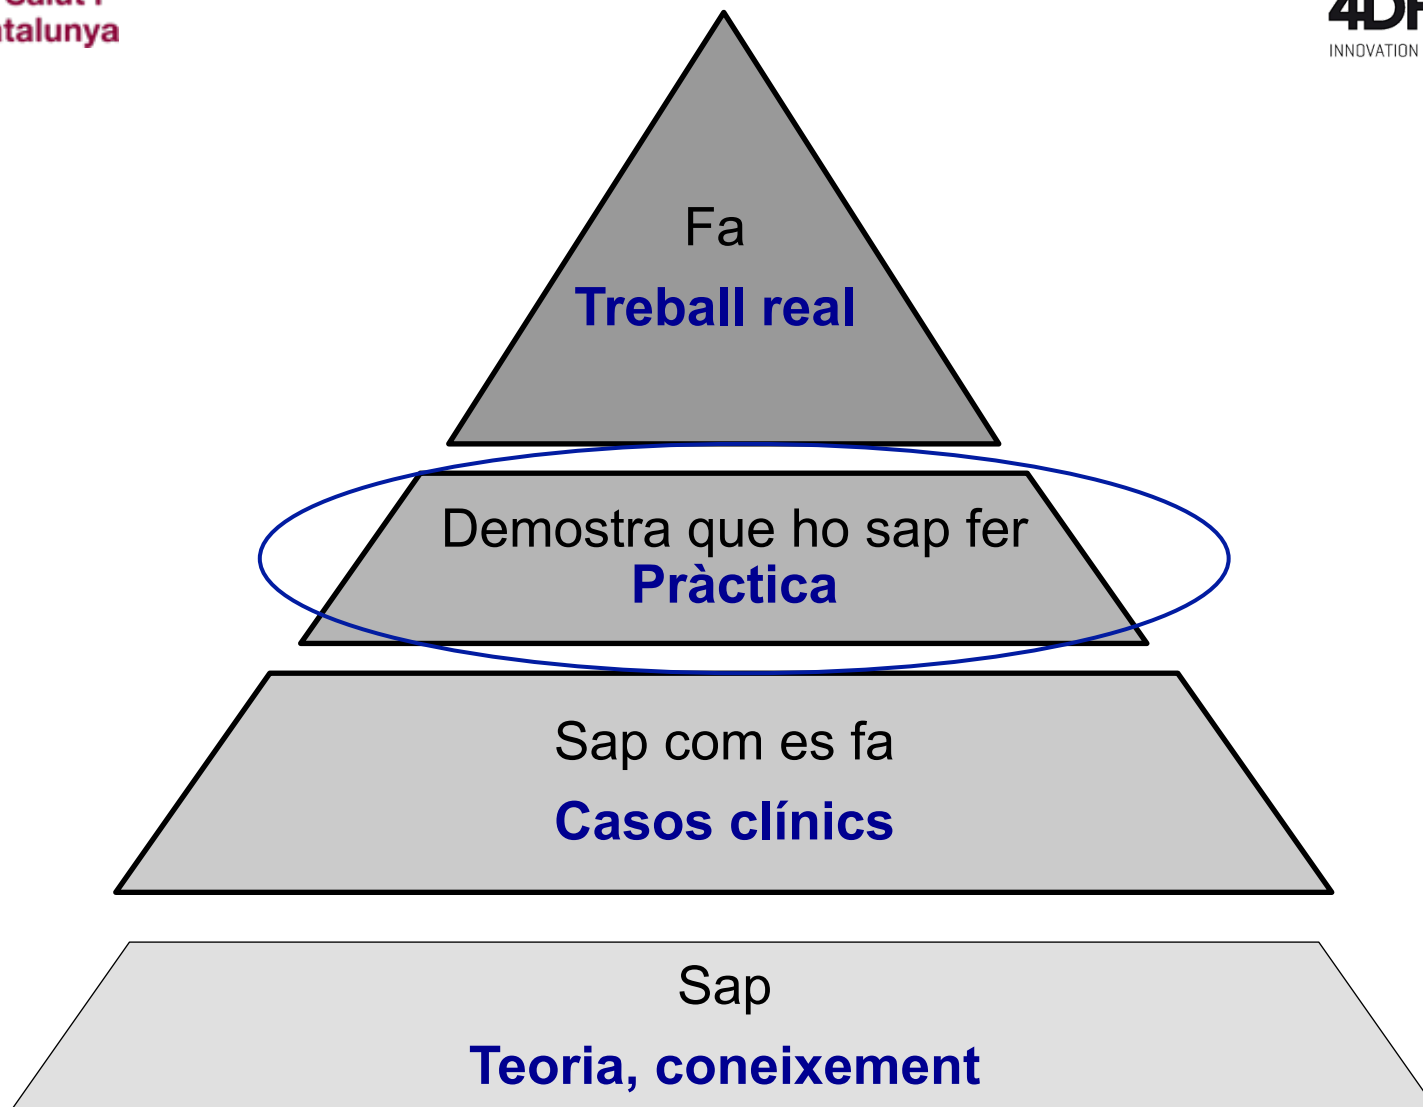 talunya
INNOVATION
Fa
Treball real
Demostra que ho sap fer
Pràctica
Sap com es fa
Casos clínics
Sap
Teoria, coneixement